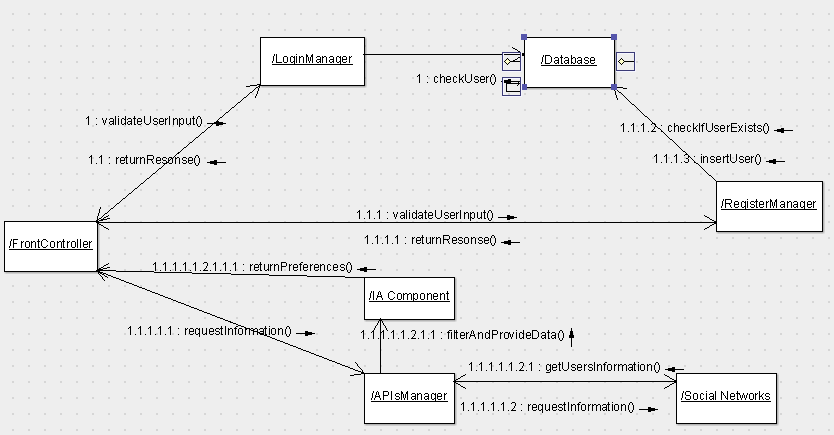 /LoginManager
/Database
1 : checkUser()
1 : validateUserInput()
1.1.1.2 : checkIfUserExists()
1.1 : returnResonse()
1.1.1.3 : insertUser()
/RegisterManager
1.1.1 : validateUserInput()
/FrontController
1.1.1.1 : returnResonse()
1.1.1.1.1.2.1.1.1 : returnPreferences()
/IA Component
1.1.1.1.1 : requestInformation()
1.1.1.1.1.2.1.1 : filterAndProvideData()
1.1.1.1.1.2.1 : getUsersInformation()
/APIsManager
/Social Networks
1.1.1.1.1.2 : requestInformation()